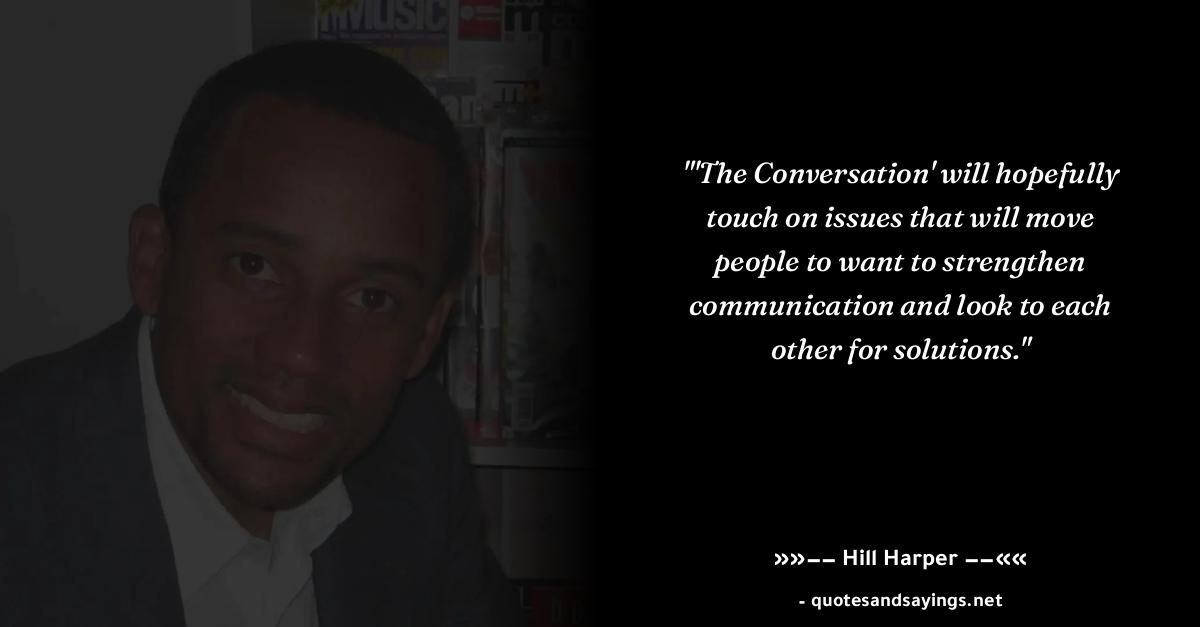 MUSIC
"'The Conversation' will hopefully
touch on issues that will move
people to want to strengthen
communication and look to each
other for solutions."
»»–– Hill Harper ––««
- quotesandsayings.net